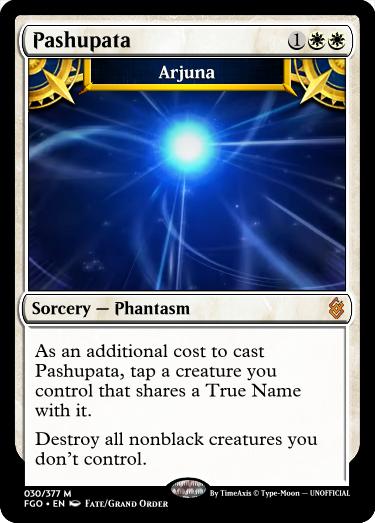 Pashupata 1
Arjuna
Sorcery — Phantasm
As an additional cost to cast
Pashupata, tap a creature you
control that shares a True Name
with it.
Destroy all nonblack creatures you
don't control.
030/377 M
FGO • EN Fate/Grand Order
By TimeAxis © Type-Moon — UNOFFICIAL